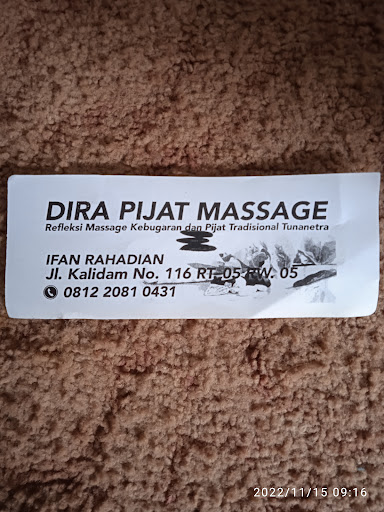 DIRA PIJAT MASSAGE
Refleksi Massage Kebugaran dan Pijat Tradisional Tunanetra
IFAN RAHADIAN
Jl. Kalidam No. 116 RT. 05 RW. 05
0812 2081 0431
2022/11/15 09:16